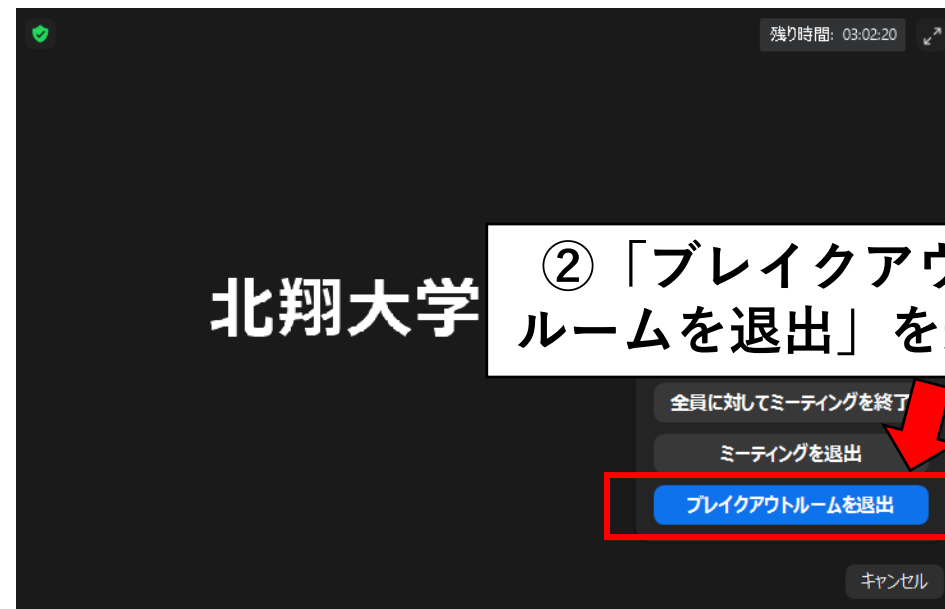 残り時間: 03:02:20
北翔大学
②「ブレイクアウ
ルームを退出」を
全員に対してミーティングを終了
ミーティングを退出
ブレイクアウトルームを退出
キャンセル